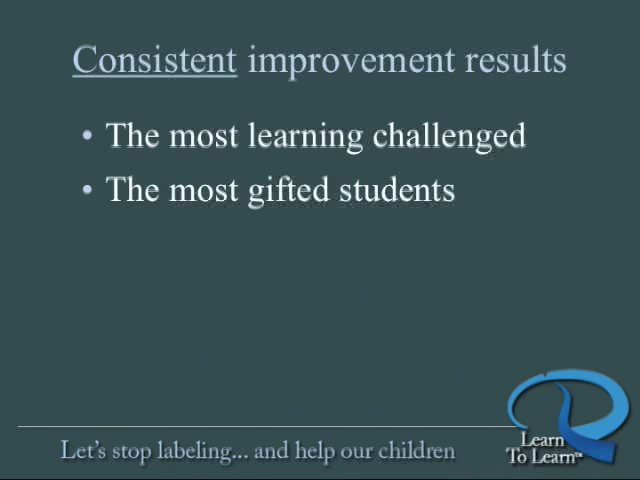 Consistent improvement results
• The most learning challenged
• The most gifted students
Let's stop labeling... and help our children
Learn
To Learn™